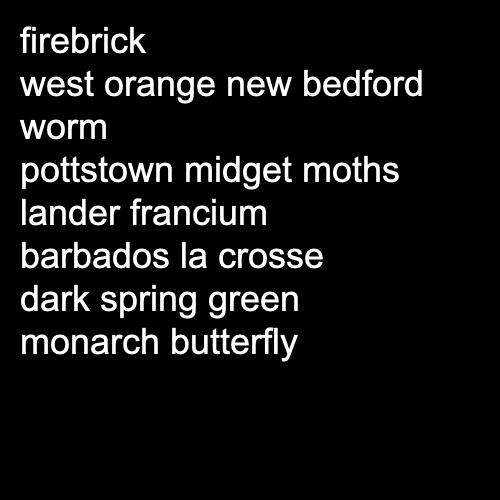 firebrick
west orange new bedford
worm
pottstown midget moths
lander francium
barbados la crosse
dark spring green
monarch butterfly